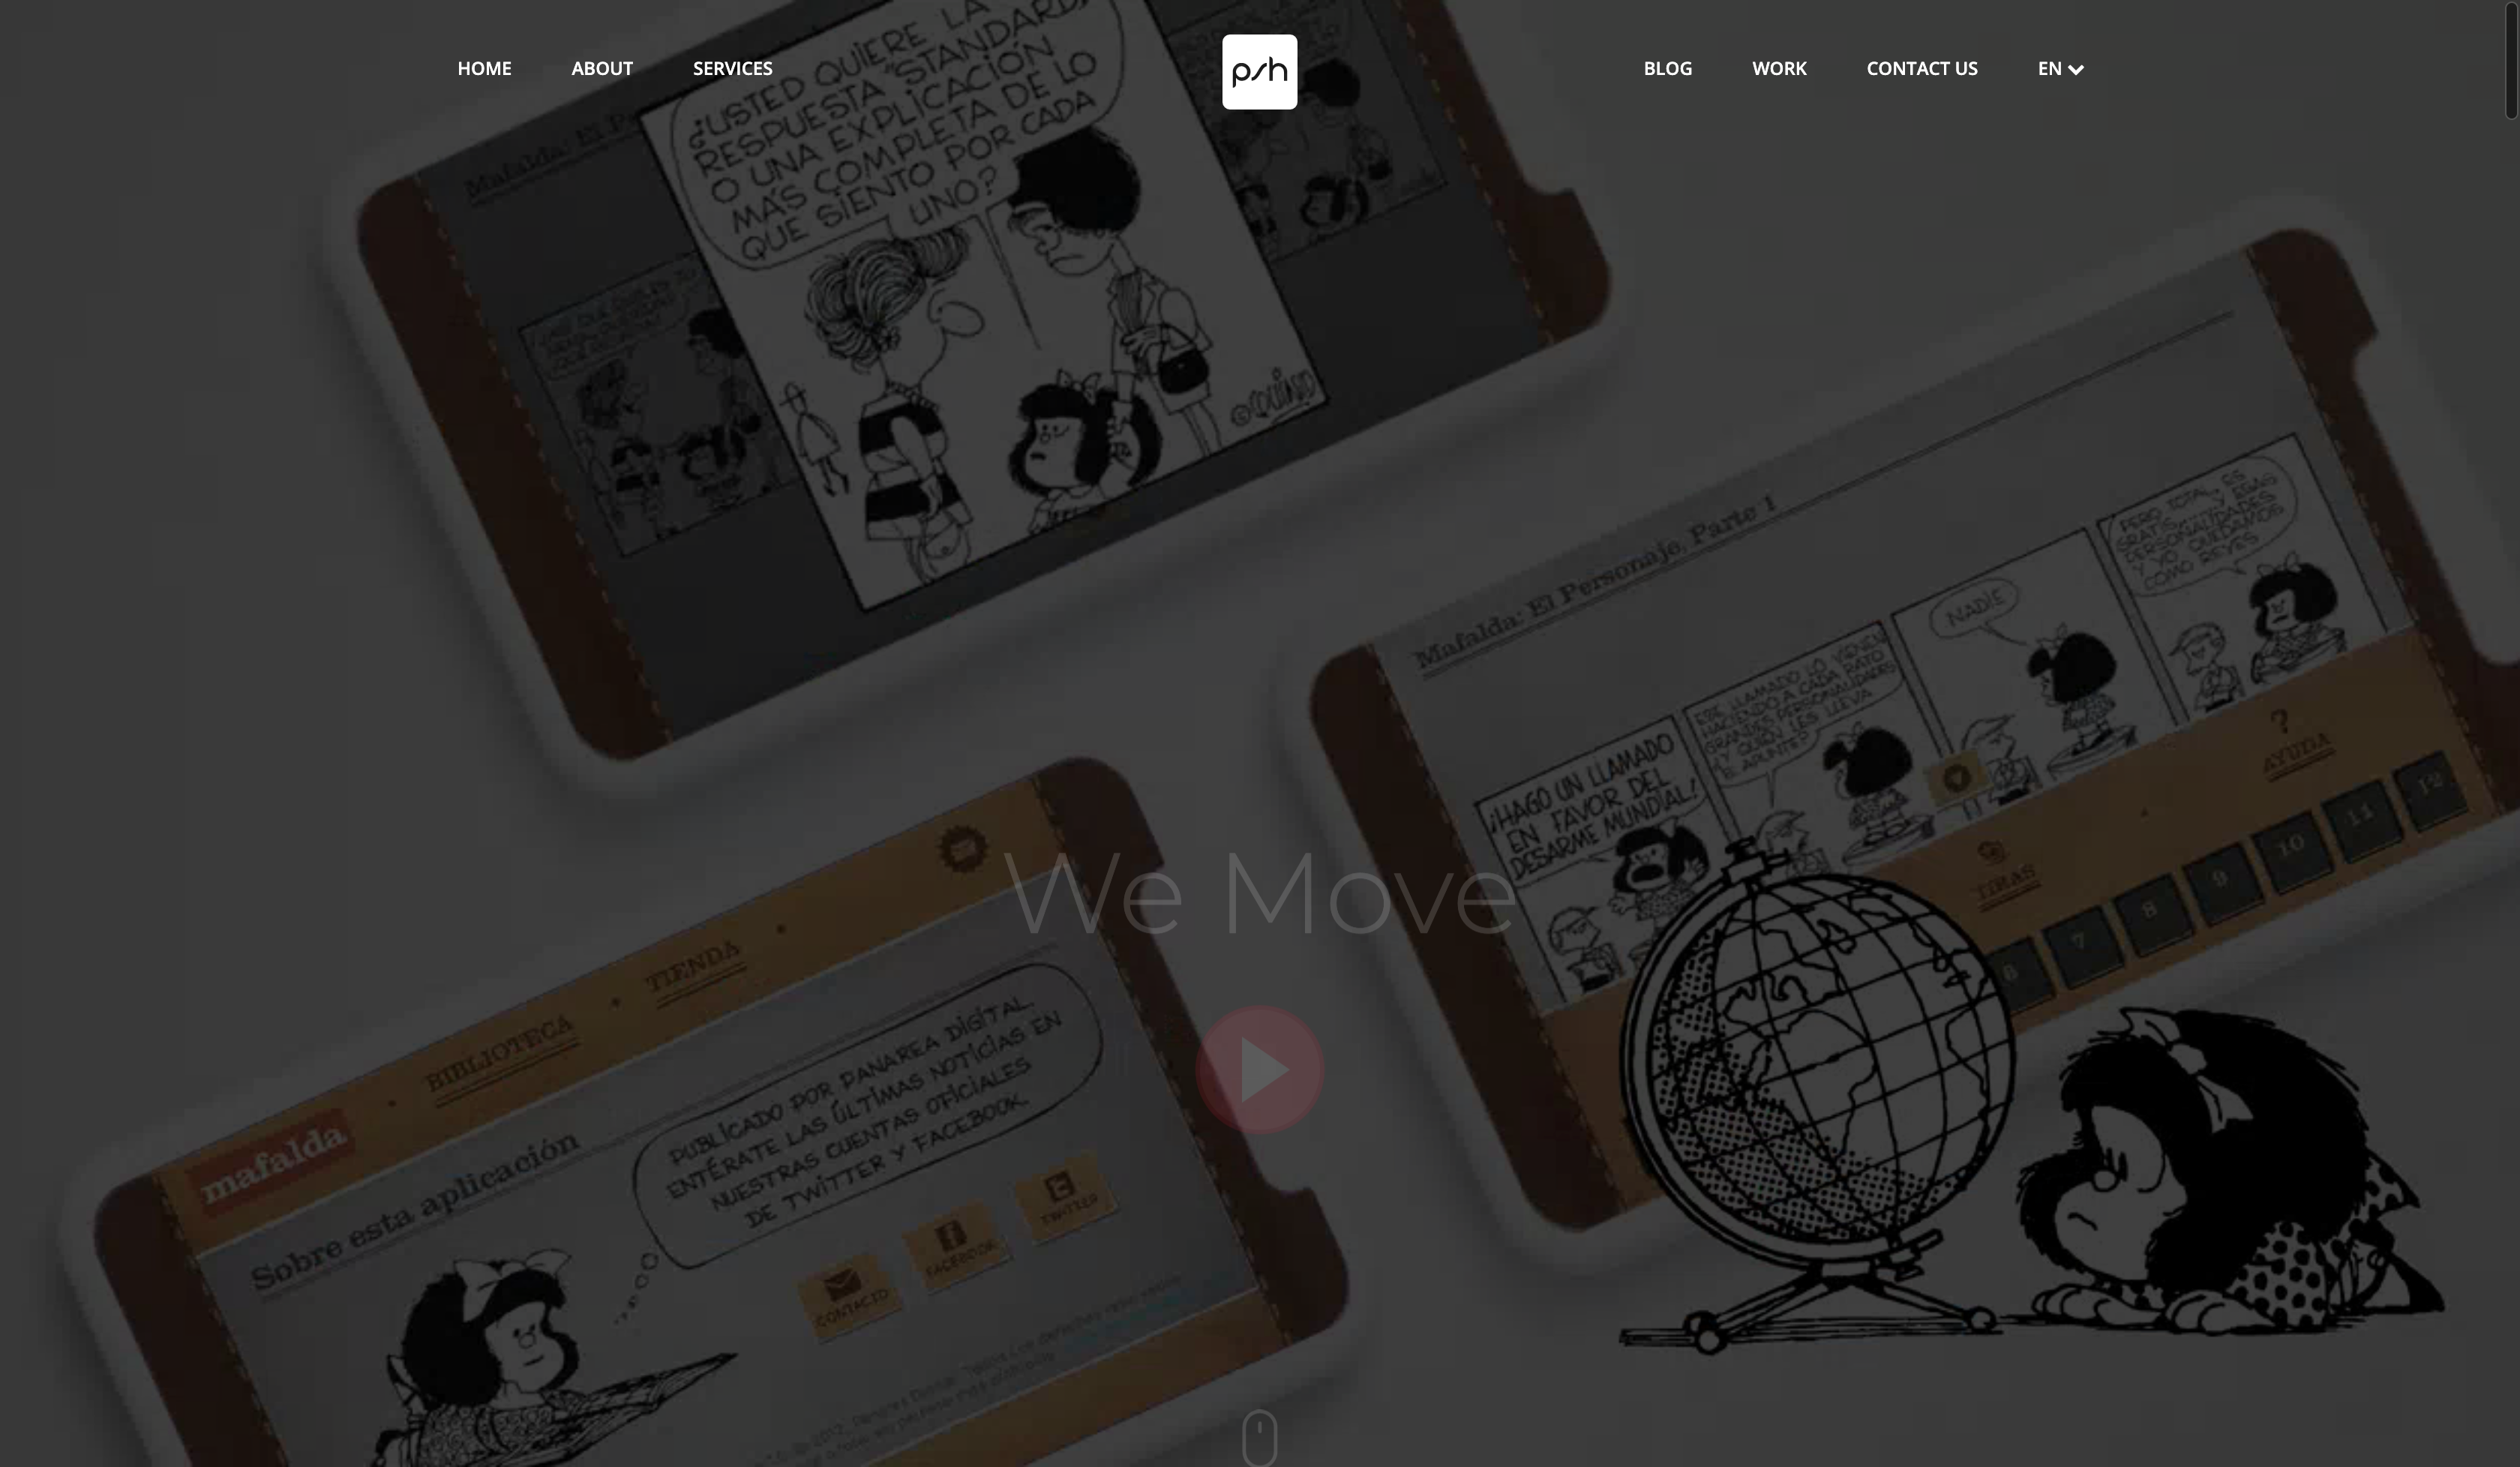 HOME
ABOUT
SERVICES
psh
BLOG
WORK
CONTACT US
EN
¿USTED QUIERE LA
RESPUESTA "STANDARD",
O UNA EXPLICACIÓN
MÁS COMPLETA DE LO
QUE SIENTO POR CADA
UNO?
©QUINO
Mafalda: El Personaje, Parte 1
¡HAGO UN LLAMADO
EN FAVOR DEL
DESARME MUNDIAL!
ESTE LLAMADO LO VIENEN
HACIENDO A CADA RATO
GRANDES PERSONALIDADES
¿Y QUIÉN LES LLEVA
EL APUNTE?
NADIE
PERO TOTAL, ES
GRATIS
PERSONALIDADES
Y YO QUEDAMOS
COMO REYES
?
AYUDA
TIRAS
6
7
8
9
10
11
12
We Move
BIBLIOTECA
TIENDA
mafalda
Sobre esta aplicación
PUBLICADO POR PANAREA DIGITAL.
ENTÉRATE LAS ÚLTIMAS NOTICIAS EN
NUESTRAS CUENTAS OFICIALES
DE TWITTER Y FACEBOOK.
CONTACTO
FACEBOOK
TWITTER